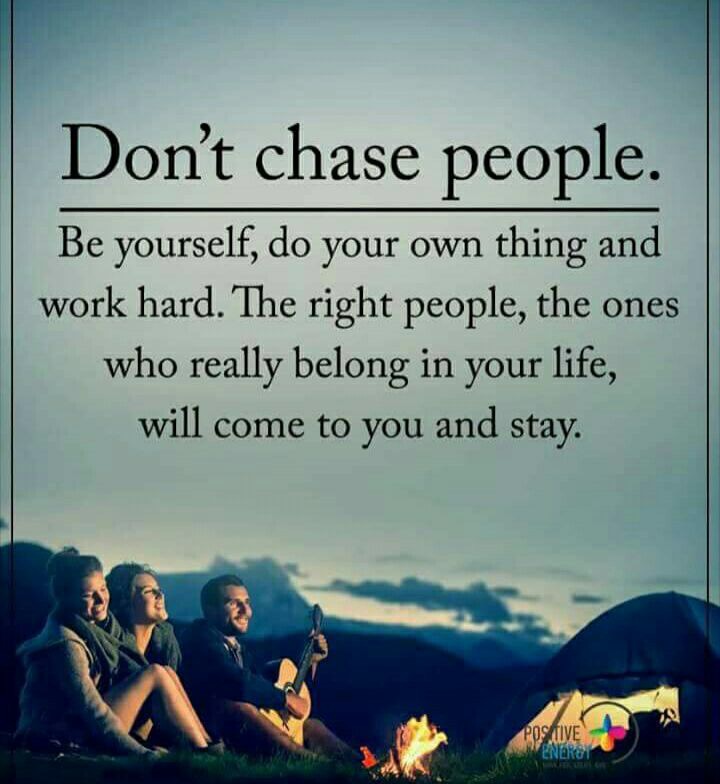 Don't chase people.
Be yourself, do your own thing and
work hard. The right people, the ones
who really belong in your life,
will come to you and stay.
POSITIVE
ENERGY